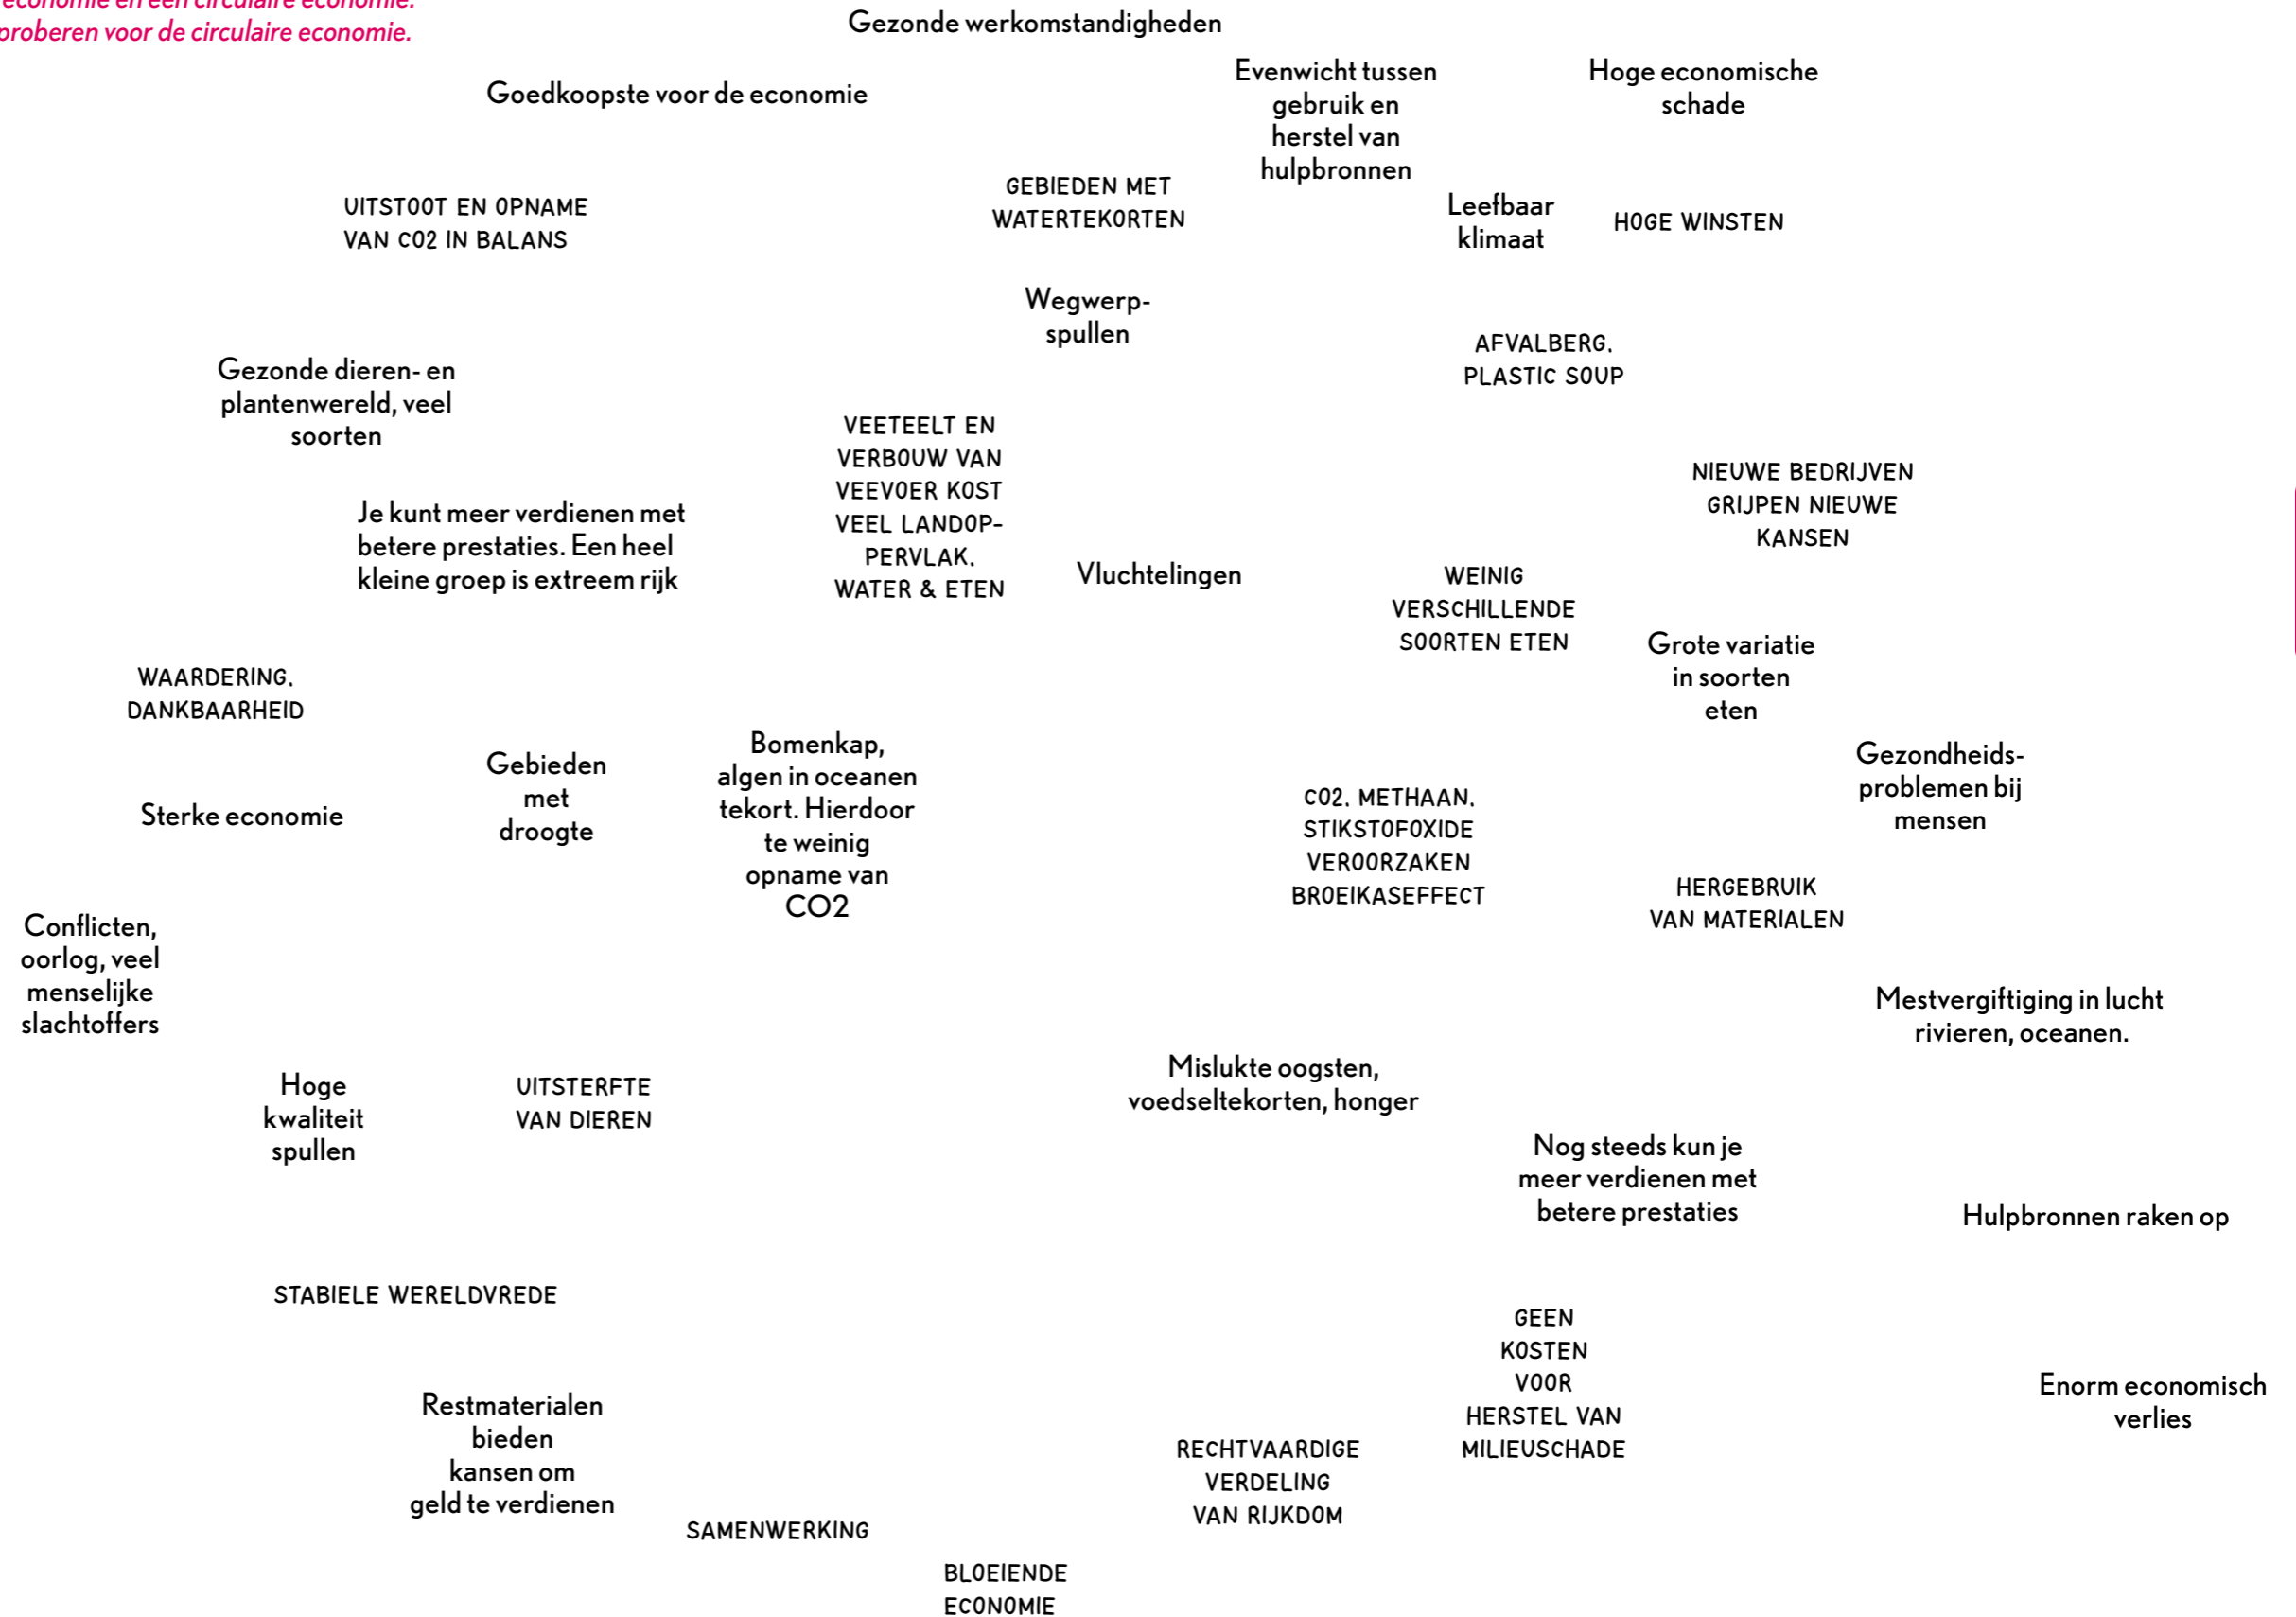 economie en een circulaire economie.
proberen voor de circulaire economie.
Gezonde werkomstandigheden
Goedkoopste voor de economie
Evenwicht tussen
gebruik en
herstel van
hulpbronnen
Hoge economische
schade
UITSTOOT EN OPNAME
VAN CO2 IN BALANS
GEBIEDEN MET
WATERTEKORTEN
Leefbaar
klimaat
HOGE WINSTEN
Wegwerp-
spullen
AFVALBERG,
PLASTIC SOUP
Gezonde dieren- en
plantenwereld, veel
soorten
VEETEELT EN
VERBOUW VAN
VEEVOER KOST
VEEL LANDOP-
PERVLAK,
WATER & ETEN
NIEUWE BEDRIJVEN
GRIJPEN NIEUWE
KANSEN
Je kunt meer verdienen met
betere prestaties. Een heel
kleine groep is extreem rijk
Vluchtelingen
WEINIG
VERSCHILLENDE
SOORTEN ETEN
Grote variatie
in soorten
eten
WAARDERING,
DANKBAARHEID
Gebieden
met
droogte
Bomenkap,
algen in oceanen
tekort. Hierdoor
te weinig
opname van
CO2
Gezondheids-
problemen bij
mensen
Sterke economie
CO2, METHAAN,
STIKSTOFOXIDE
VEROORZAKEN
BROEIKASEFFECT
HERGEBRUIK
VAN MATERIALEN
Conflicten,
oorlog, veel
menselijke
slachtoffers
Mestvergiftiging in lucht
rivieren, oceanen.
Hoge
kwaliteit
spullen
UITSTERFTE
VAN DIEREN
Mislukte oogsten,
voedseltekorten, honger
Nog steeds kun je
meer verdienen met
betere prestaties
Hulpbronnen raken op
STABIELE WERELDVREDE
GEEN
KOSTEN
VOOR
HERSTEL VAN
MILIEUSCHADE
Enorm economisch
verlies
Restmaterialen
bieden
kansen om
geld te verdienen
RECHTVAARDIGE
VERDELING
VAN RIJKDOM
SAMENWERKING
BLOEIENDE
ECONOMIE